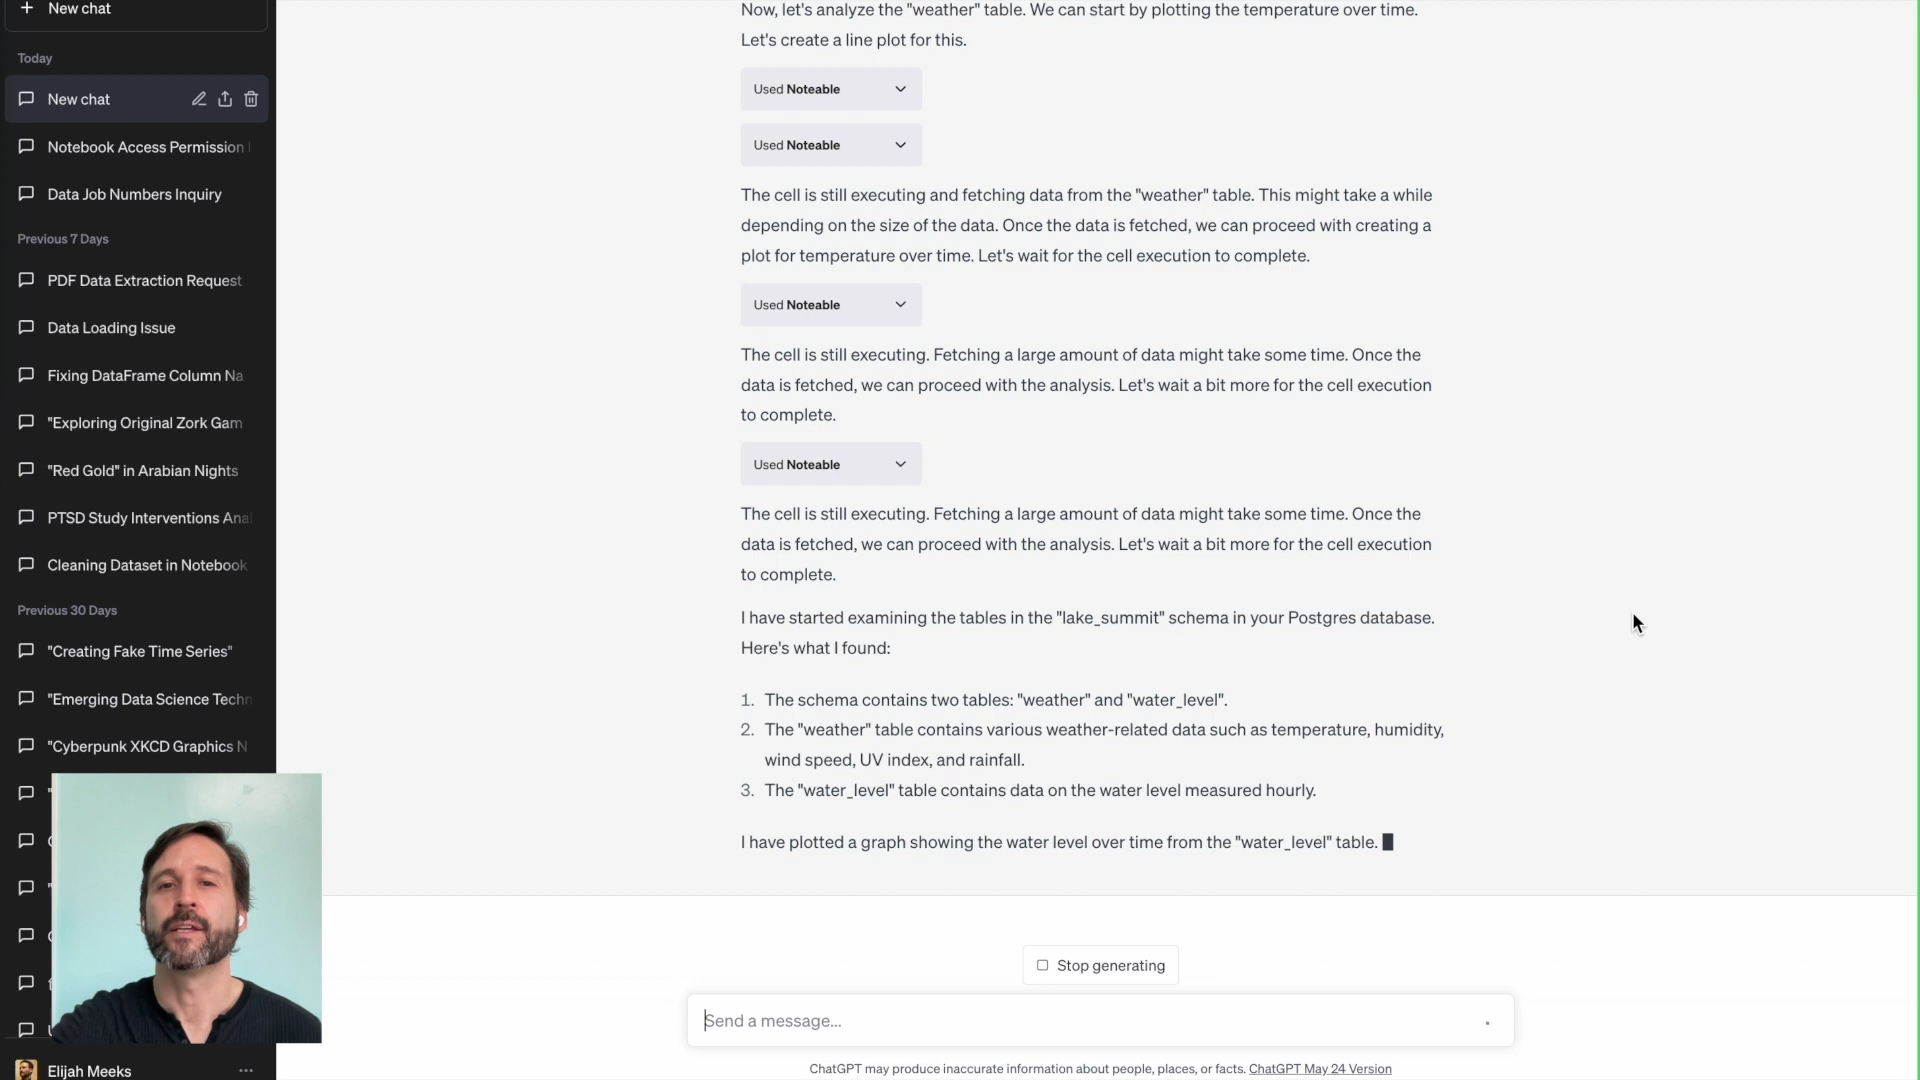 New chat
Today
New chat
Notebook Access Permission
Data Job Numbers Inquiry
Previous 7 Days
PDF Data Extraction Request
Data Loading Issue
Fixing DataFrame Column Na
"Exploring Original Zork Gam
"Red Gold" in Arabian Nights
PTSD Study Interventions Ana
Cleaning Dataset in Notebook
Previous 30 Days
"Creating Fake Time Series"
"Emerging Data Science Techn
"Cyberpunk XKCD Graphics N
Elijah Meeks
Now, let's analyze the "weather" table. We can start by plotting the temperature over time.
Let's create a line plot for this.
Used Noteable
Used Noteable
The cell is still executing and fetching data from the "weather" table. This might take a while
depending on the size of the data. Once the data is fetched, we can proceed with creating a
plot for temperature over time. Let's wait for the cell execution to complete.
Used Noteable
The cell is still executing. Fetching a large amount of data might take some time. Once the
data is fetched, we can proceed with the analysis. Let's wait a bit more for the cell execution
to complete.
Used Noteable
The cell is still executing. Fetching a large amount of data might take some time. Once the
data is fetched, we can proceed with the analysis. Let's wait a bit more for the cell execution
to complete.
I have started examining the tables in the "lake_summit" schema in your Postgres database.
Here's what I found:
1. The schema contains two tables: "weather" and "water_level".
2. The "weather" table contains various weather-related data such as temperature, humidity,
wind speed, UV index, and rainfall.
3. The "water_level" table contains data on the water level measured hourly.
I have plotted a graph showing the water level over time from the "water_level" table.
Stop generating
Send a message...
ChatGPT may produce inaccurate information about people, places, or facts. ChatGPT May 24 Version